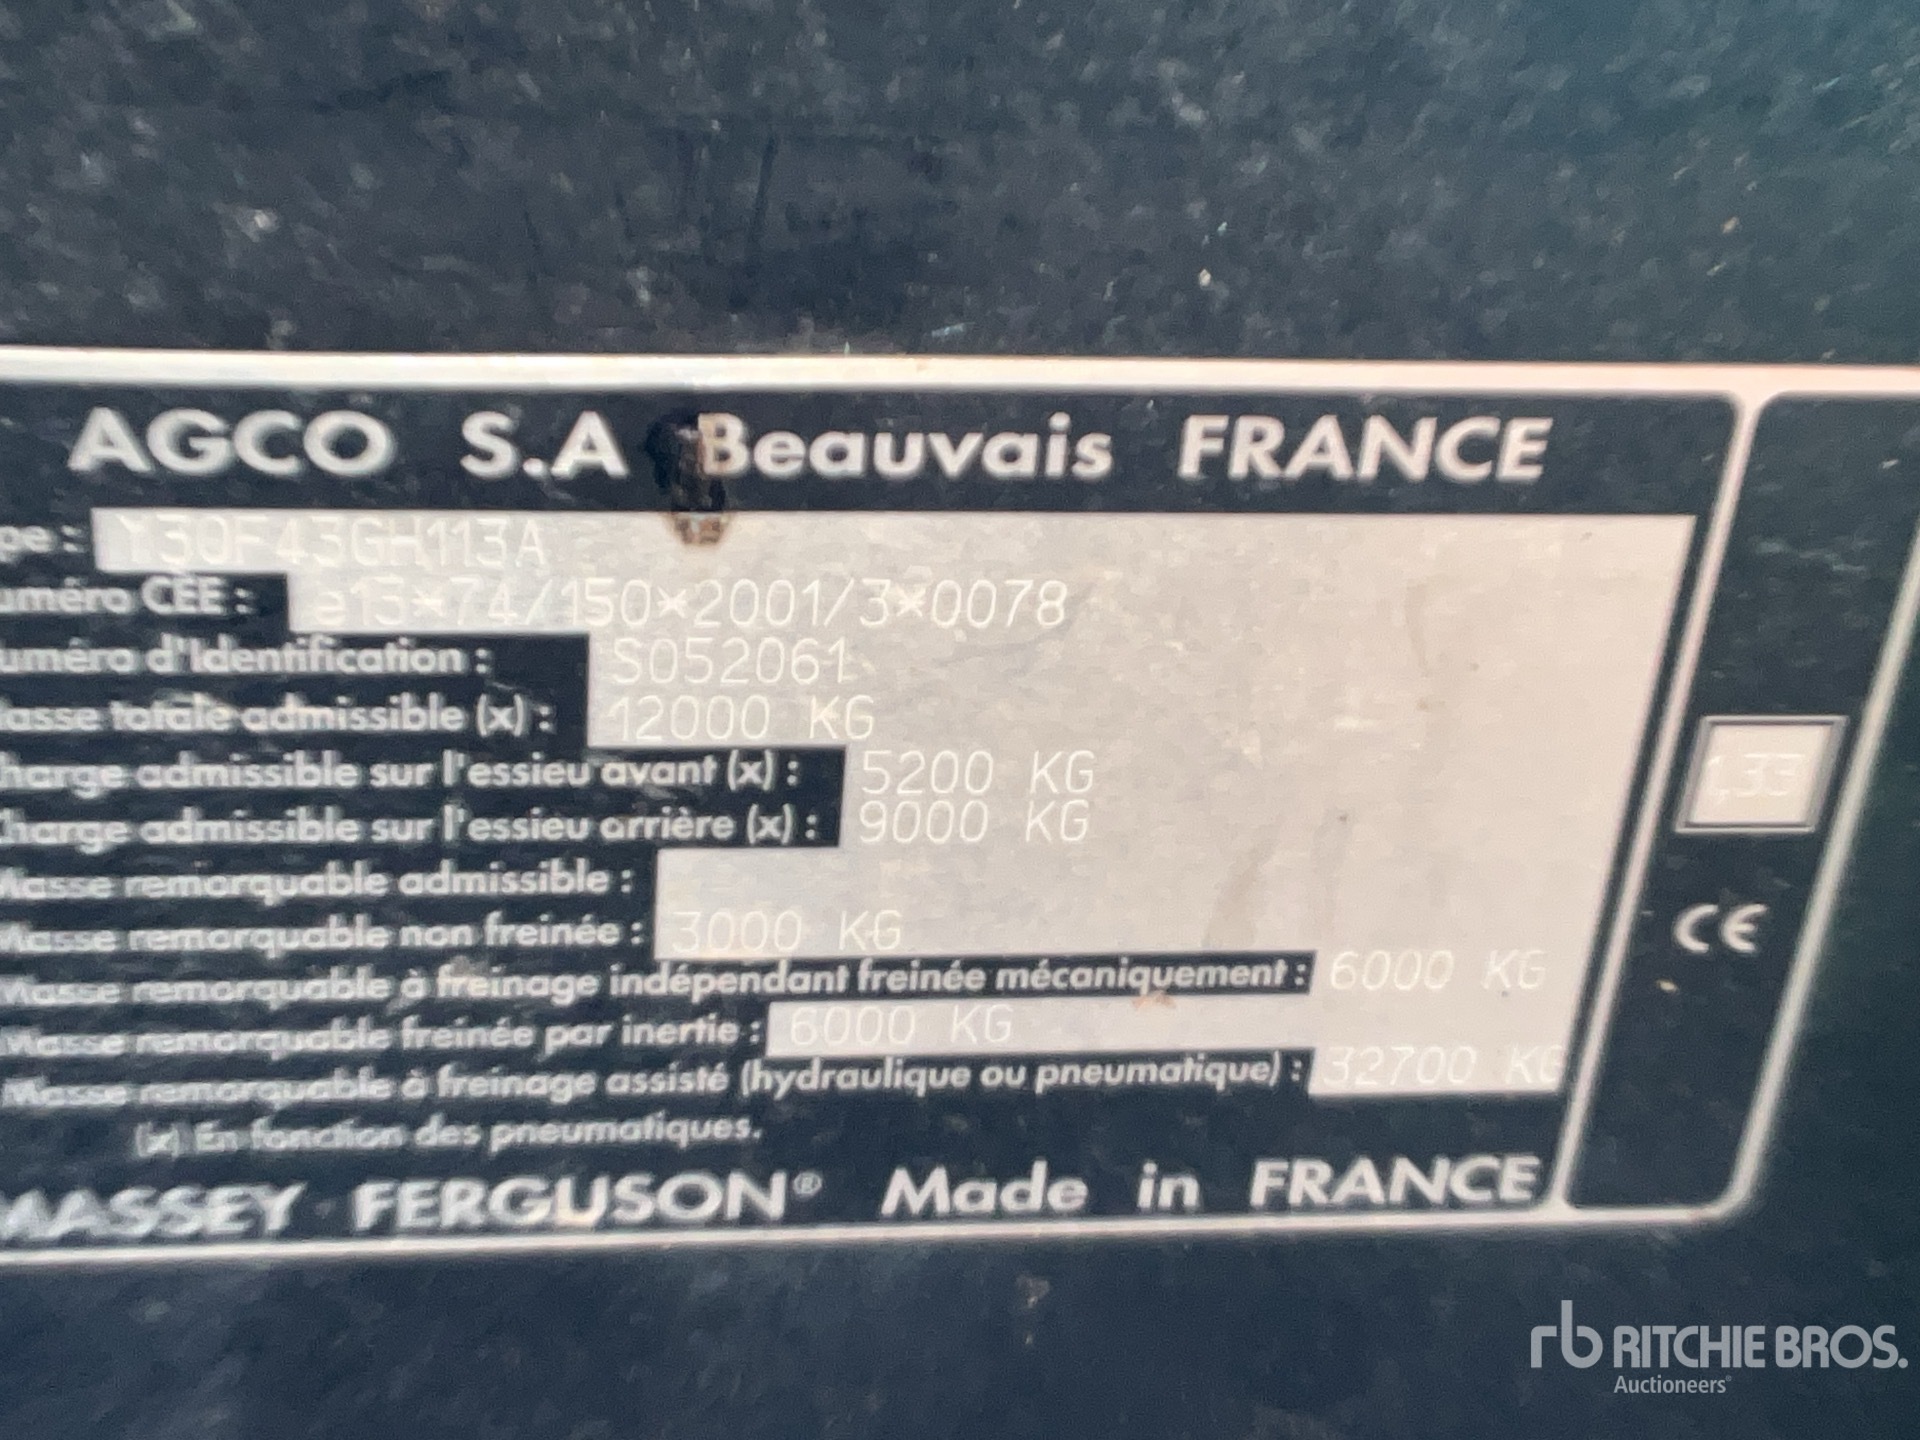 AGCO S.A Beauvais FRANCE
pe : Y30F43GH113A
uméro CEE : e13*74/150*2001/3*0078
uméro d'Identification : S052061
asse totale admissible (x) : 12000 KG
harge admissible sur l'essieu avant (x) : 5200 KG
Charge admissible sur l'essieu arrière (x) : 9000 KG
Masse remorquable admissible :
Masse remorquable non freinée : 3000 KG
Masse remorquable à freinage indépendant freinée mécaniquement : 6000 KG
Masse remorquable freinée par inertie : 6000 KG
Masse remorquable à freinage assisté (hydraulique ou pneumatique) : 32700 KG
(x) En fonction des pneumatiques.
MASSEY FERGUSON® Made in FRANCE
1,33
CE
rb RITCHIE BROS.
Auctioneers